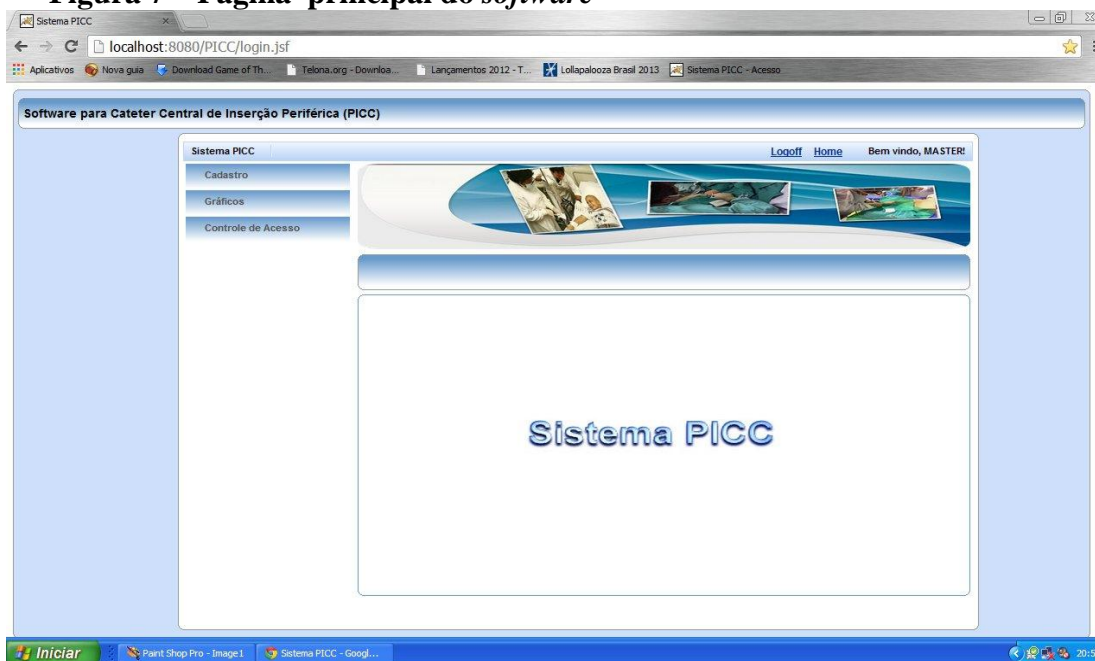 Figura 7 – Página principal do software
Sistema PICC
localhost:8080/PICC/login.jsf
Aplicativos Nova guia Download Game of Th... Telona.org - Downloa... Lançamentos 2012 - T... Lollapalooza Brasil 2013 Sistema PICC - Acesso
Software para Cateter Central de Inserção Periférica (PICC)
Sistema PICC Logoff Home Bem vindo, MASTER!
Cadastro
Gráficos
Controle de Acesso
Sistema PICC
Iniciar Paint Shop Pro - Image1 Sistema PICC - Googl...